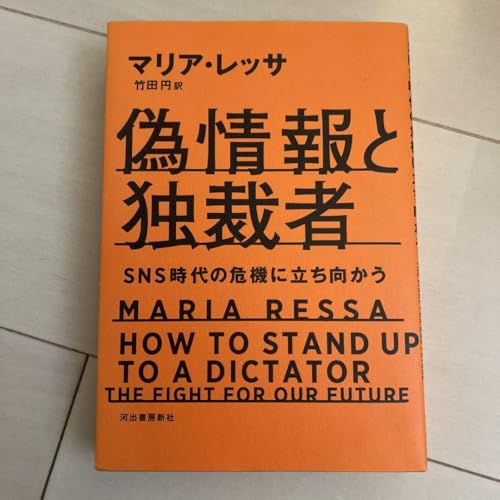 マリア・レッサ
竹田円 訳
偽情報と
独裁者
SNS時代の危機に立ち向かう
MARIA RESSA
HOW TO STAND UP
TO A DICTATOR
THE FIGHT FOR OUR FUTURE
河出書房新社